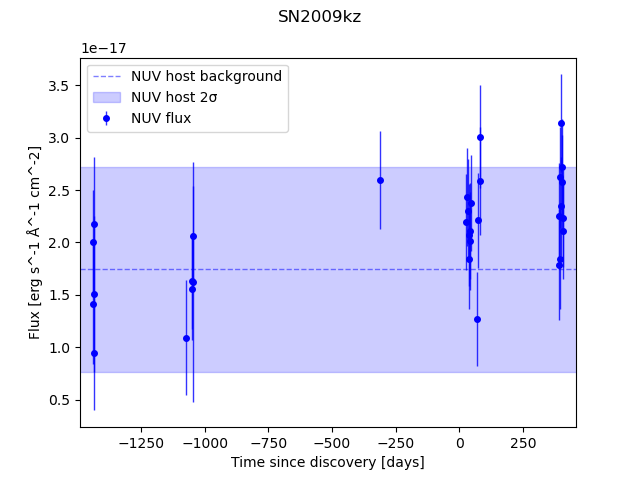 SN2009kz
1e−17
NUV host background
NUV host 2σ
NUV flux
3.5
3.0
2.5
2.0
1.5
1.0
0.5
Flux [erg s^-1 Å^-1 cm^-2]
−1250 −1000 −750 −500 −250 0 250
Time since discovery [days]